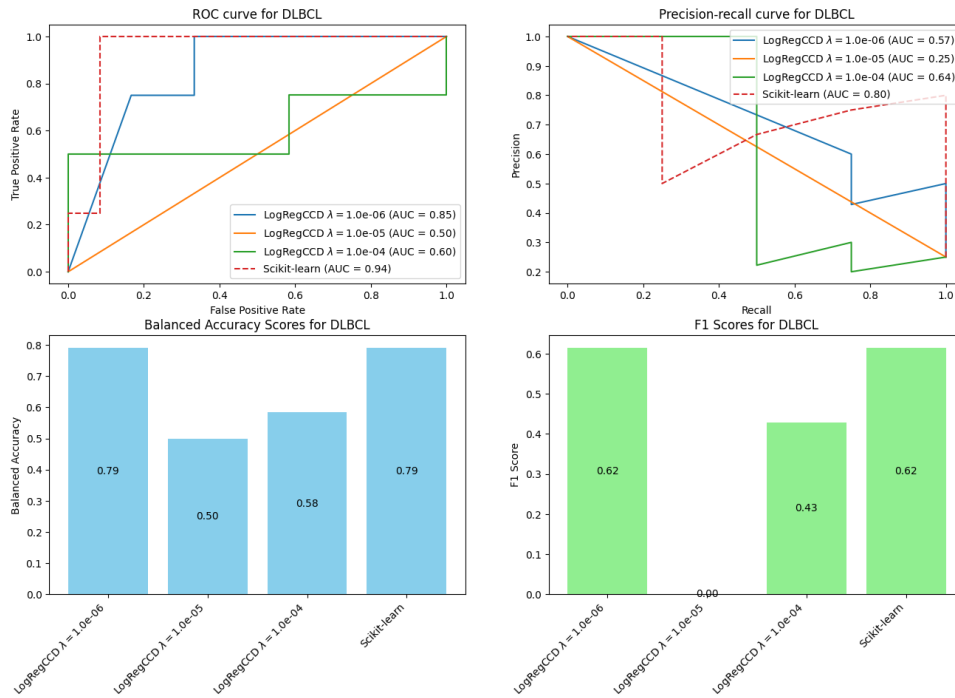 ROC curve for DLBCL
1.0
0.8
0.6
0.4
0.2
0.0
True Positive Rate
LogRegCCD λ = 1.0e-06 (AUC = 0.85)
LogRegCCD λ = 1.0e-05 (AUC = 0.50)
LogRegCCD λ = 1.0e-04 (AUC = 0.60)
Scikit-learn (AUC = 0.94)
0.0 0.2 0.4 0.6 0.8 1.0
False Positive Rate
Precision-recall curve for DLBCL
1.0
0.9
0.8
0.7
0.6
0.5
0.4
0.3
0.2
Precision
LogRegCCD λ = 1.0e-06 (AUC = 0.57)
LogRegCCD λ = 1.0e-05 (AUC = 0.25)
LogRegCCD λ = 1.0e-04 (AUC = 0.64)
Scikit-learn (AUC = 0.80)
0.0 0.2 0.4 0.6 0.8 1.0
Recall
Balanced Accuracy Scores for DLBCL
0.8
0.7
0.6
0.5
0.4
0.3
0.2
0.1
0.0
Balanced Accuracy
0.79
0.50
0.58
0.79
LogRegCCD λ = 1.0e-06
LogRegCCD λ = 1.0e-05
LogRegCCD λ = 1.0e-04
Scikit-learn
F1 Scores for DLBCL
0.6
0.5
0.4
0.3
0.2
0.1
0.0
F1 Score
0.62
0.00
0.43
0.62
LogRegCCD λ = 1.0e-06
LogRegCCD λ = 1.0e-05
LogRegCCD λ = 1.0e-04
Scikit-learn